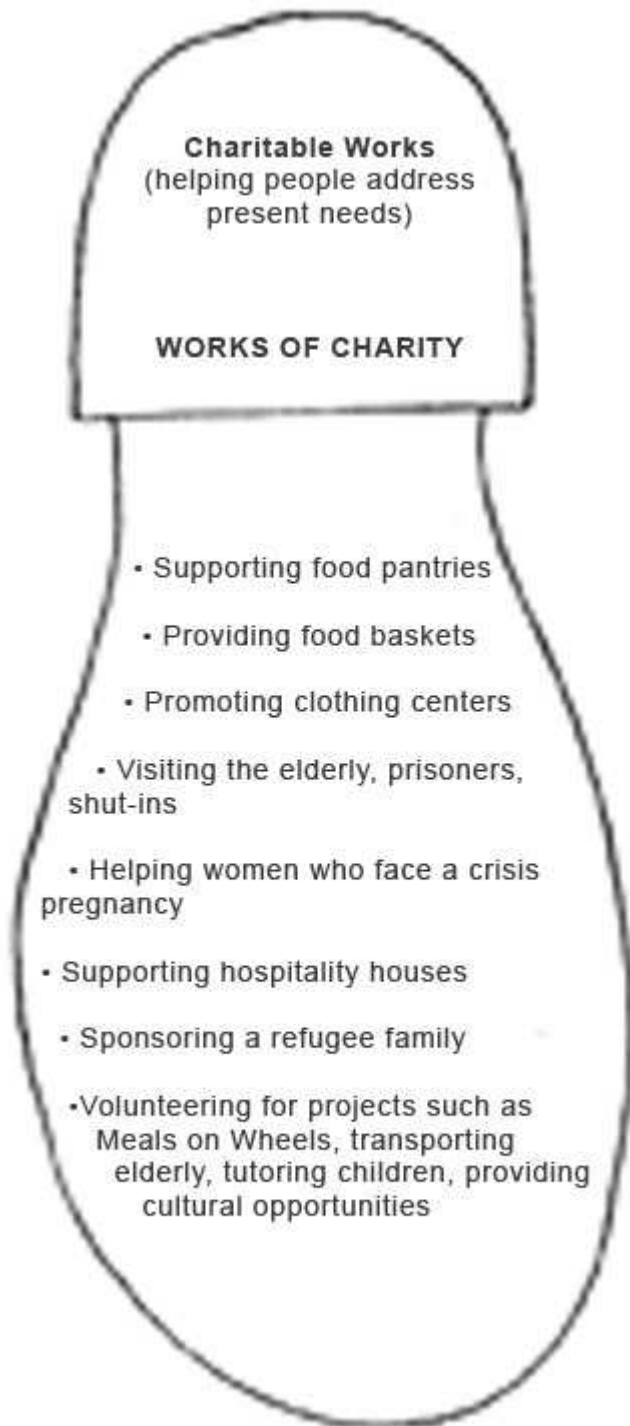 Charitable Works
(helping people address
present needs)
WORKS OF CHARITY
• Supporting food pantries
• Providing food baskets
• Promoting clothing centers
• Visiting the elderly, prisoners,
shut-ins
• Helping women who face a crisis
pregnancy
• Supporting hospitality houses
• Sponsoring a refugee family
•Volunteering for projects such as
Meals on Wheels, transporting
elderly, tutoring children, providing
cultural opportunities